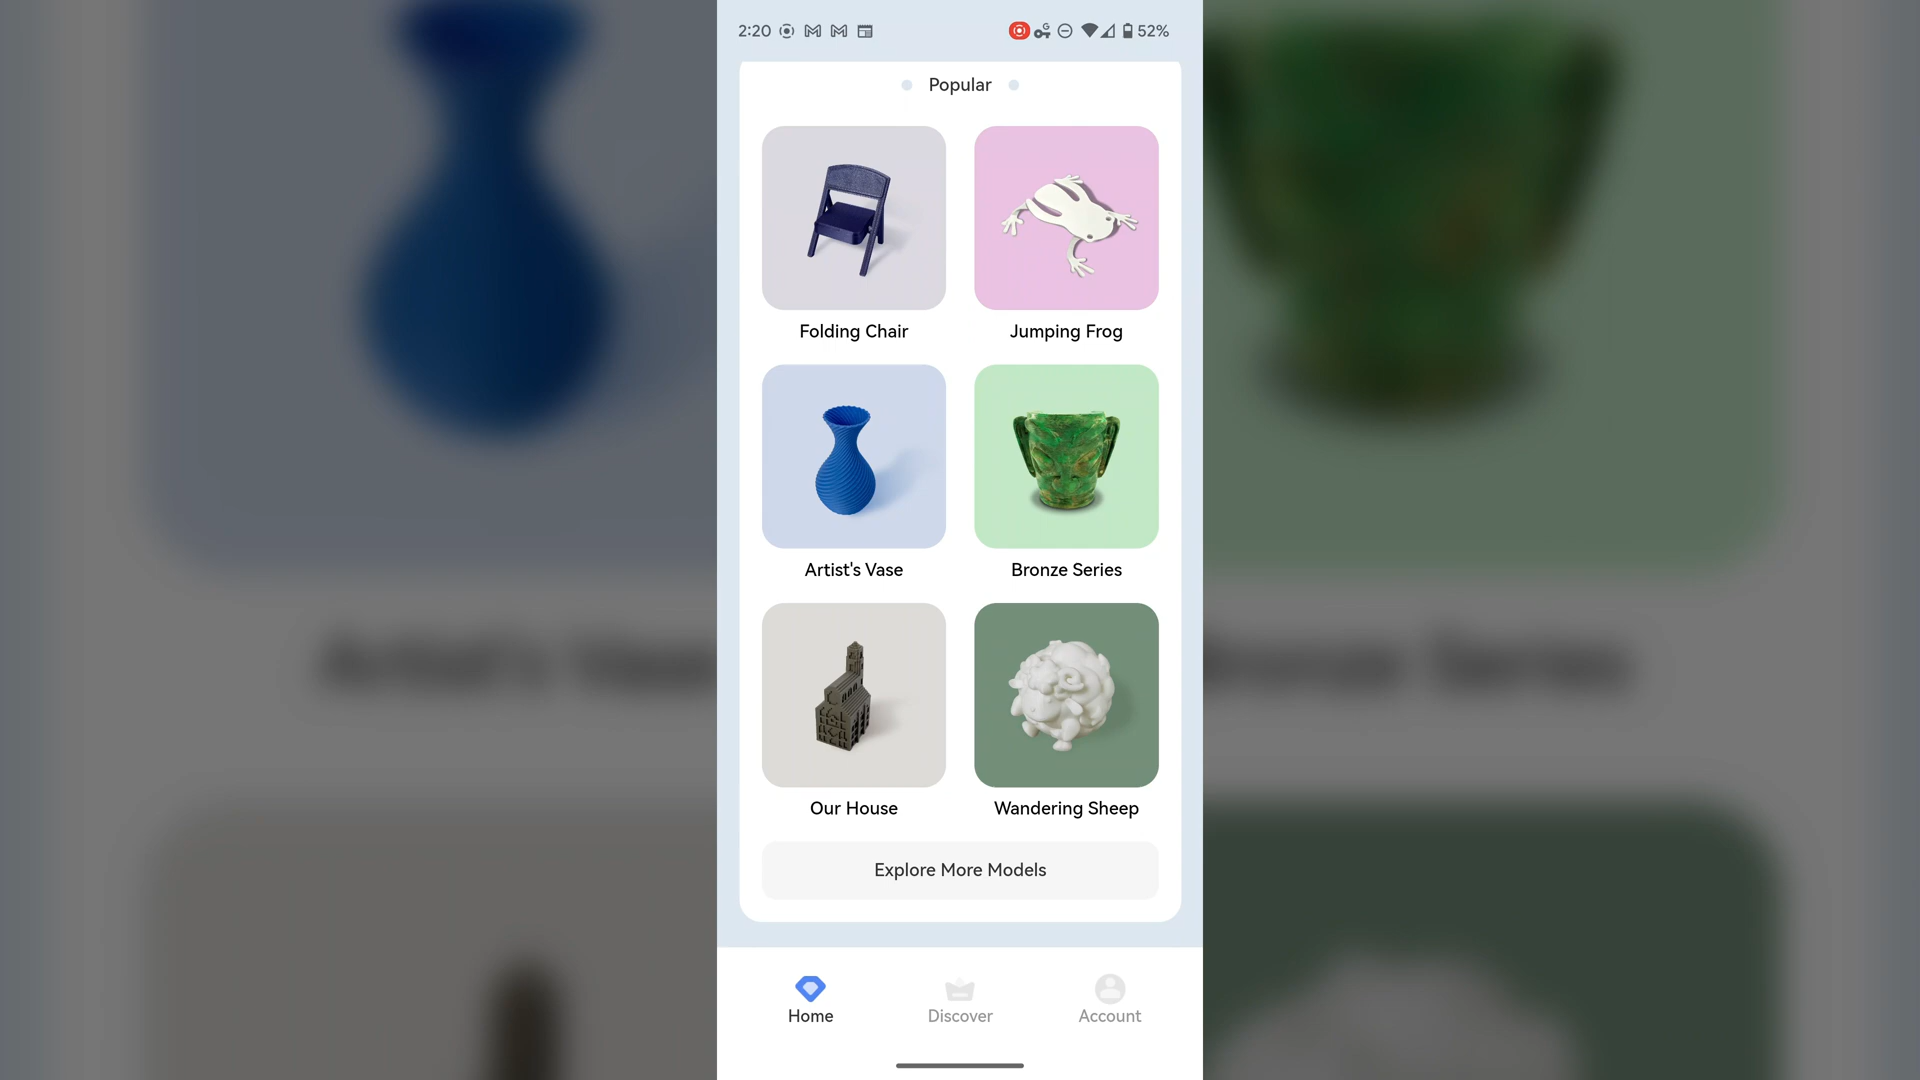 2:20 52%
Popular
Folding Chair Jumping Frog
Artist's Vase Bronze Series
Our House Wandering Sheep
Explore More Models
Home Discover Account